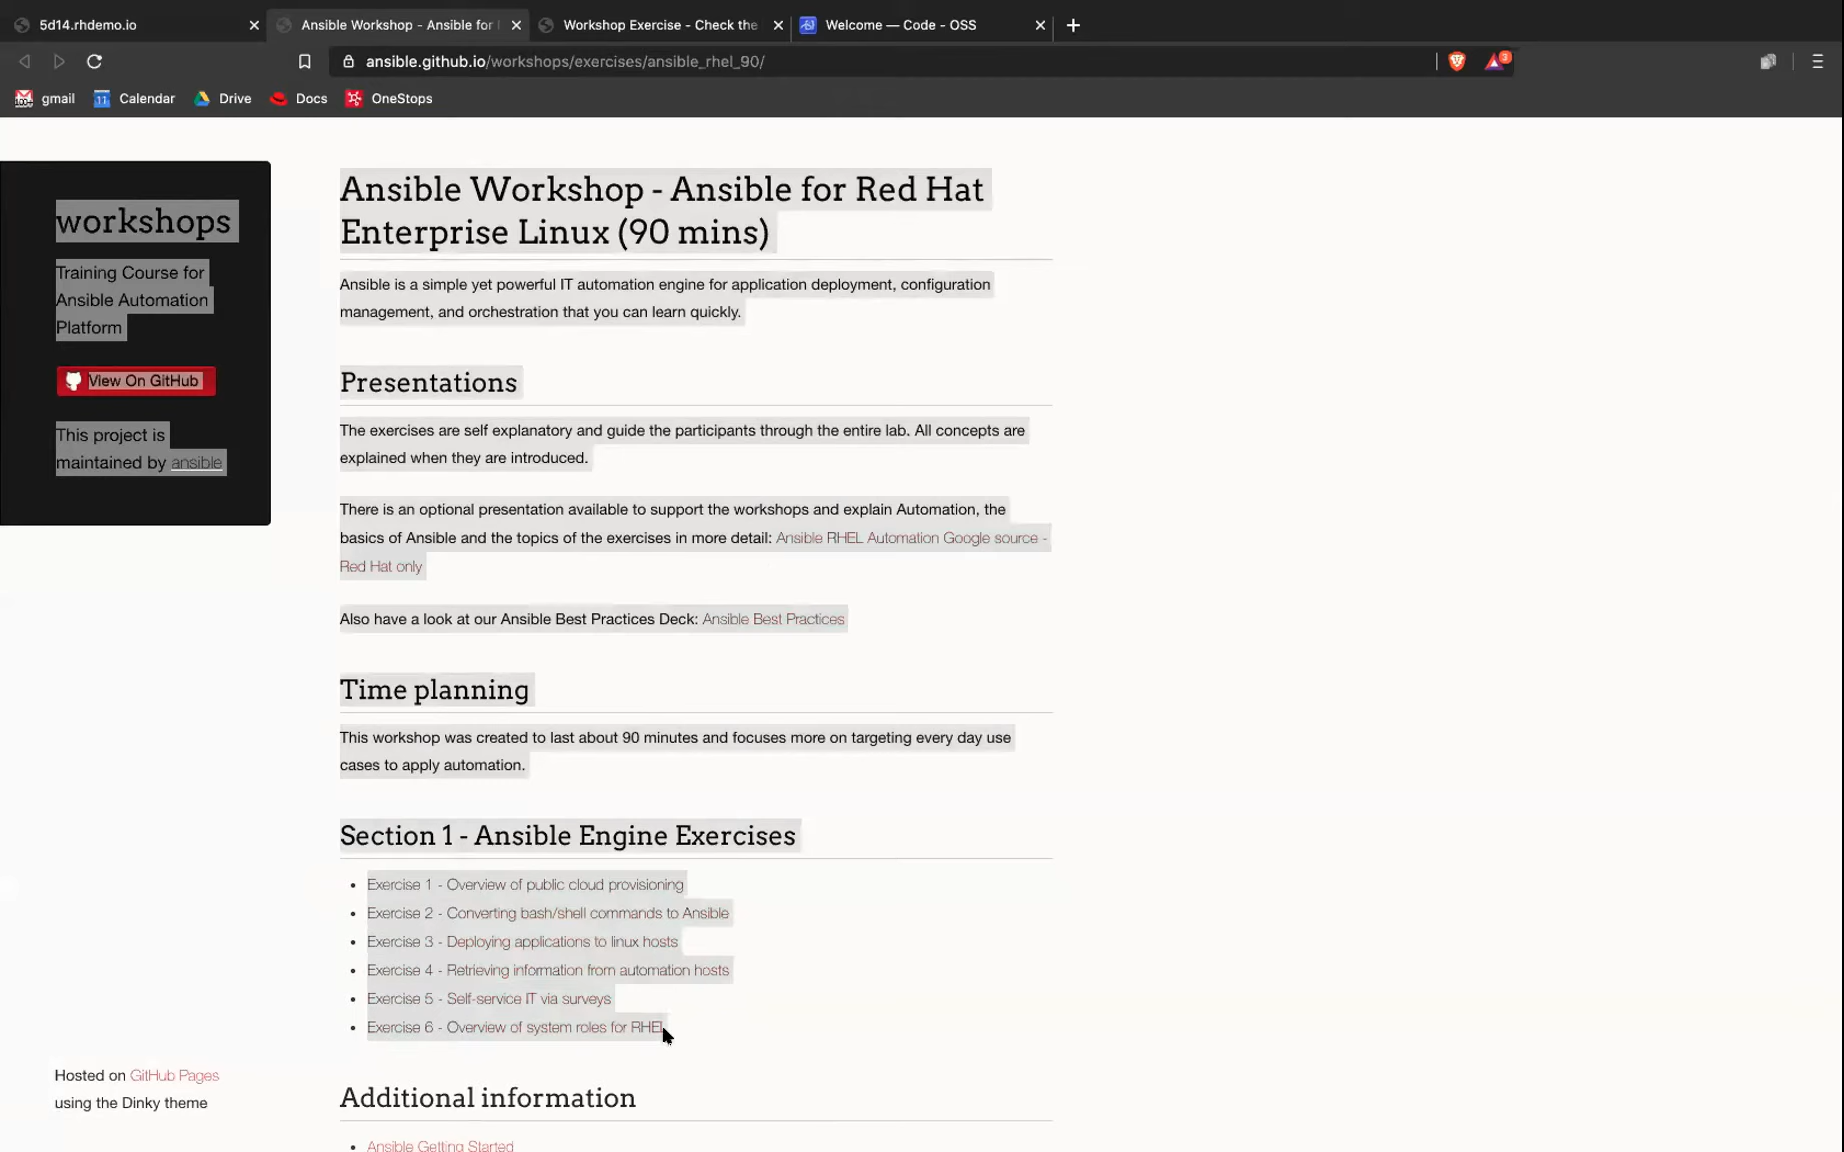 5d14.rhdemo.io
Ansible Workshop - Ansible for
Workshop Exercise - Check the
Welcome — Code - OSS
ansible.github.io/workshops/exercises/ansible_rhel_90/
3
gmail
Calendar
Drive
Docs
OneStops
workshops
Training Course for
Ansible Automation
Platform
View On GitHub
This project is
maintained by ansible
Ansible Workshop - Ansible for Red Hat
Enterprise Linux (90 mins)
Ansible is a simple yet powerful IT automation engine for application deployment, configuration
management, and orchestration that you can learn quickly.
Presentations
The exercises are self explanatory and guide the participants through the entire lab. All concepts are
explained when they are introduced.
There is an optional presentation available to support the workshops and explain Automation, the
basics of Ansible and the topics of the exercises in more detail: Ansible RHEL Automation Google source -
Red Hat only
Also have a look at our Ansible Best Practices Deck: Ansible Best Practices
Time planning
This workshop was created to last about 90 minutes and focuses more on targeting every day use
cases to apply automation.
Section 1 - Ansible Engine Exercises
• Exercise 1 - Overview of public cloud provisioning
• Exercise 2 - Converting bash/shell commands to Ansible
• Exercise 3 - Deploying applications to linux hosts
• Exercise 4 - Retrieving information from automation hosts
• Exercise 5 - Self-service IT via surveys
• Exercise 6 - Overview of system roles for RHEL
Hosted on GitHub Pages
using the Dinky theme
Additional information
• Ansible Getting Started